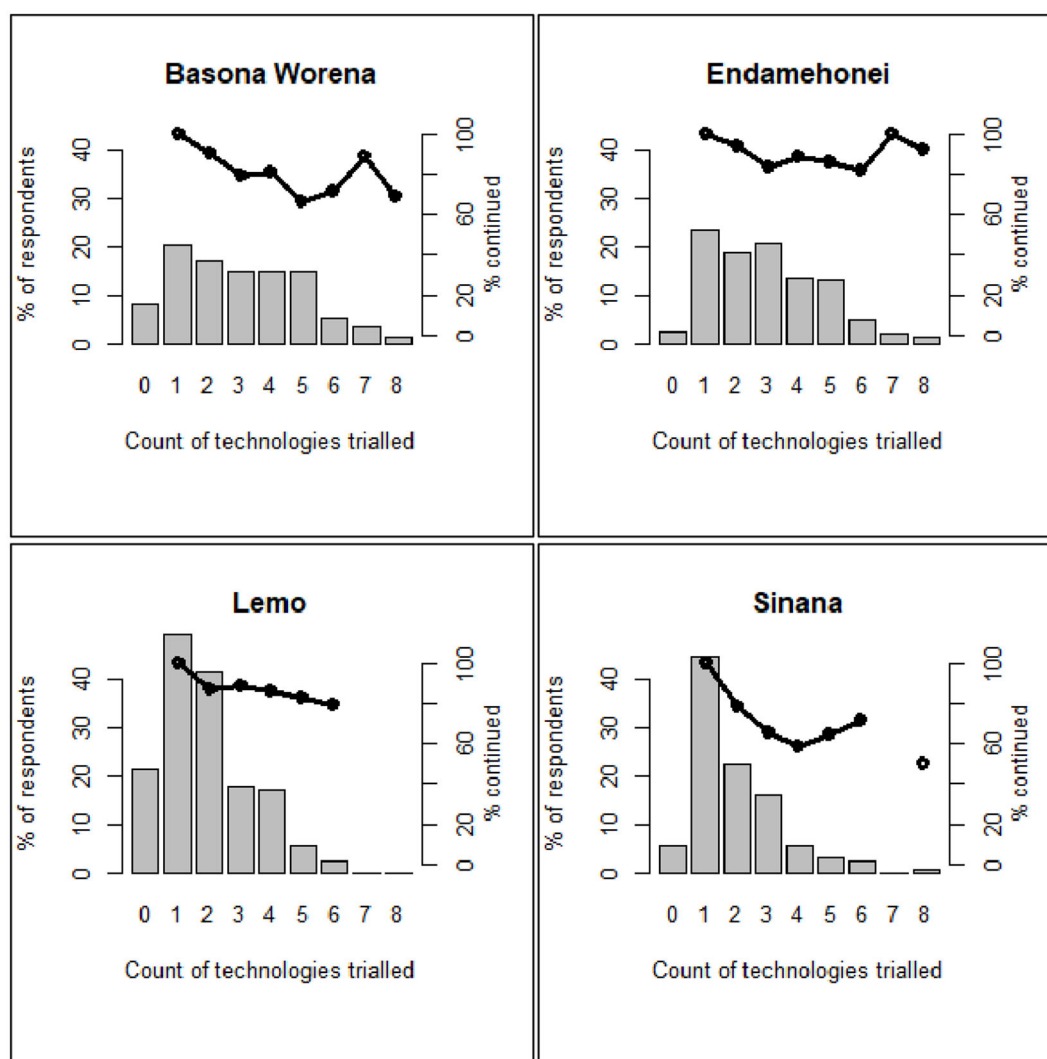 Basona Worena
% of respondents
0 10 20 30 40
0 20 60 100
% continued
0 1 2 3 4 5 6 7 8
Count of technologies trialled
Endamehonei
% of respondents
0 10 20 30 40
0 20 60 100
% continued
0 1 2 3 4 5 6 7 8
Count of technologies trialled
Lemo
% of respondents
0 10 20 30 40
0 20 60 100
% continued
0 1 2 3 4 5 6 7 8
Count of technologies trialled
Sinana
% of respondents
0 10 20 30 40
0 20 60 100
% continued
0 1 2 3 4 5 6 7 8
Count of technologies trialled